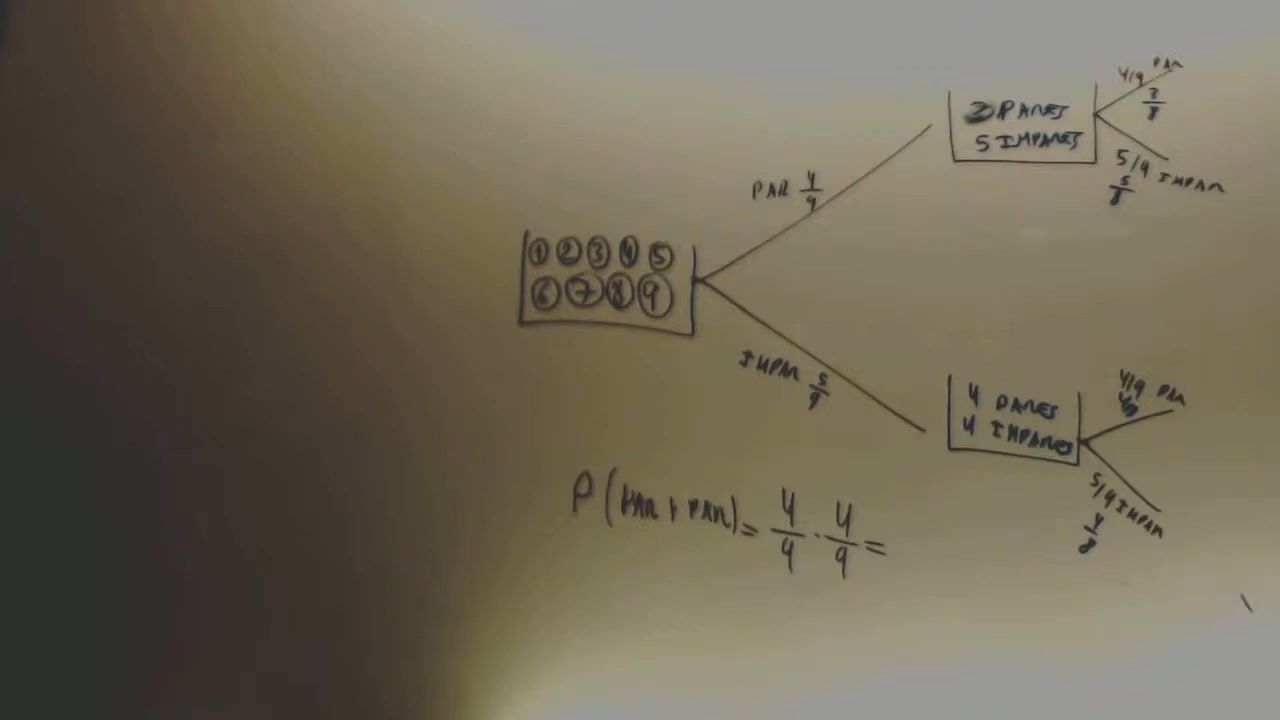 4/9 PAR
3/8
3 PARES
5 IMPARES
5/9 IMPAR
5/8
PAR 4/9
1 2 3 4 5
6 7 8 9
IMPAR 5/9
4/9 PAR
4/8
4 PARES
4 IMPARES
5/9 IMPAR
4/8
P(PAR Y PAR) = 4/9 · 4/9 =